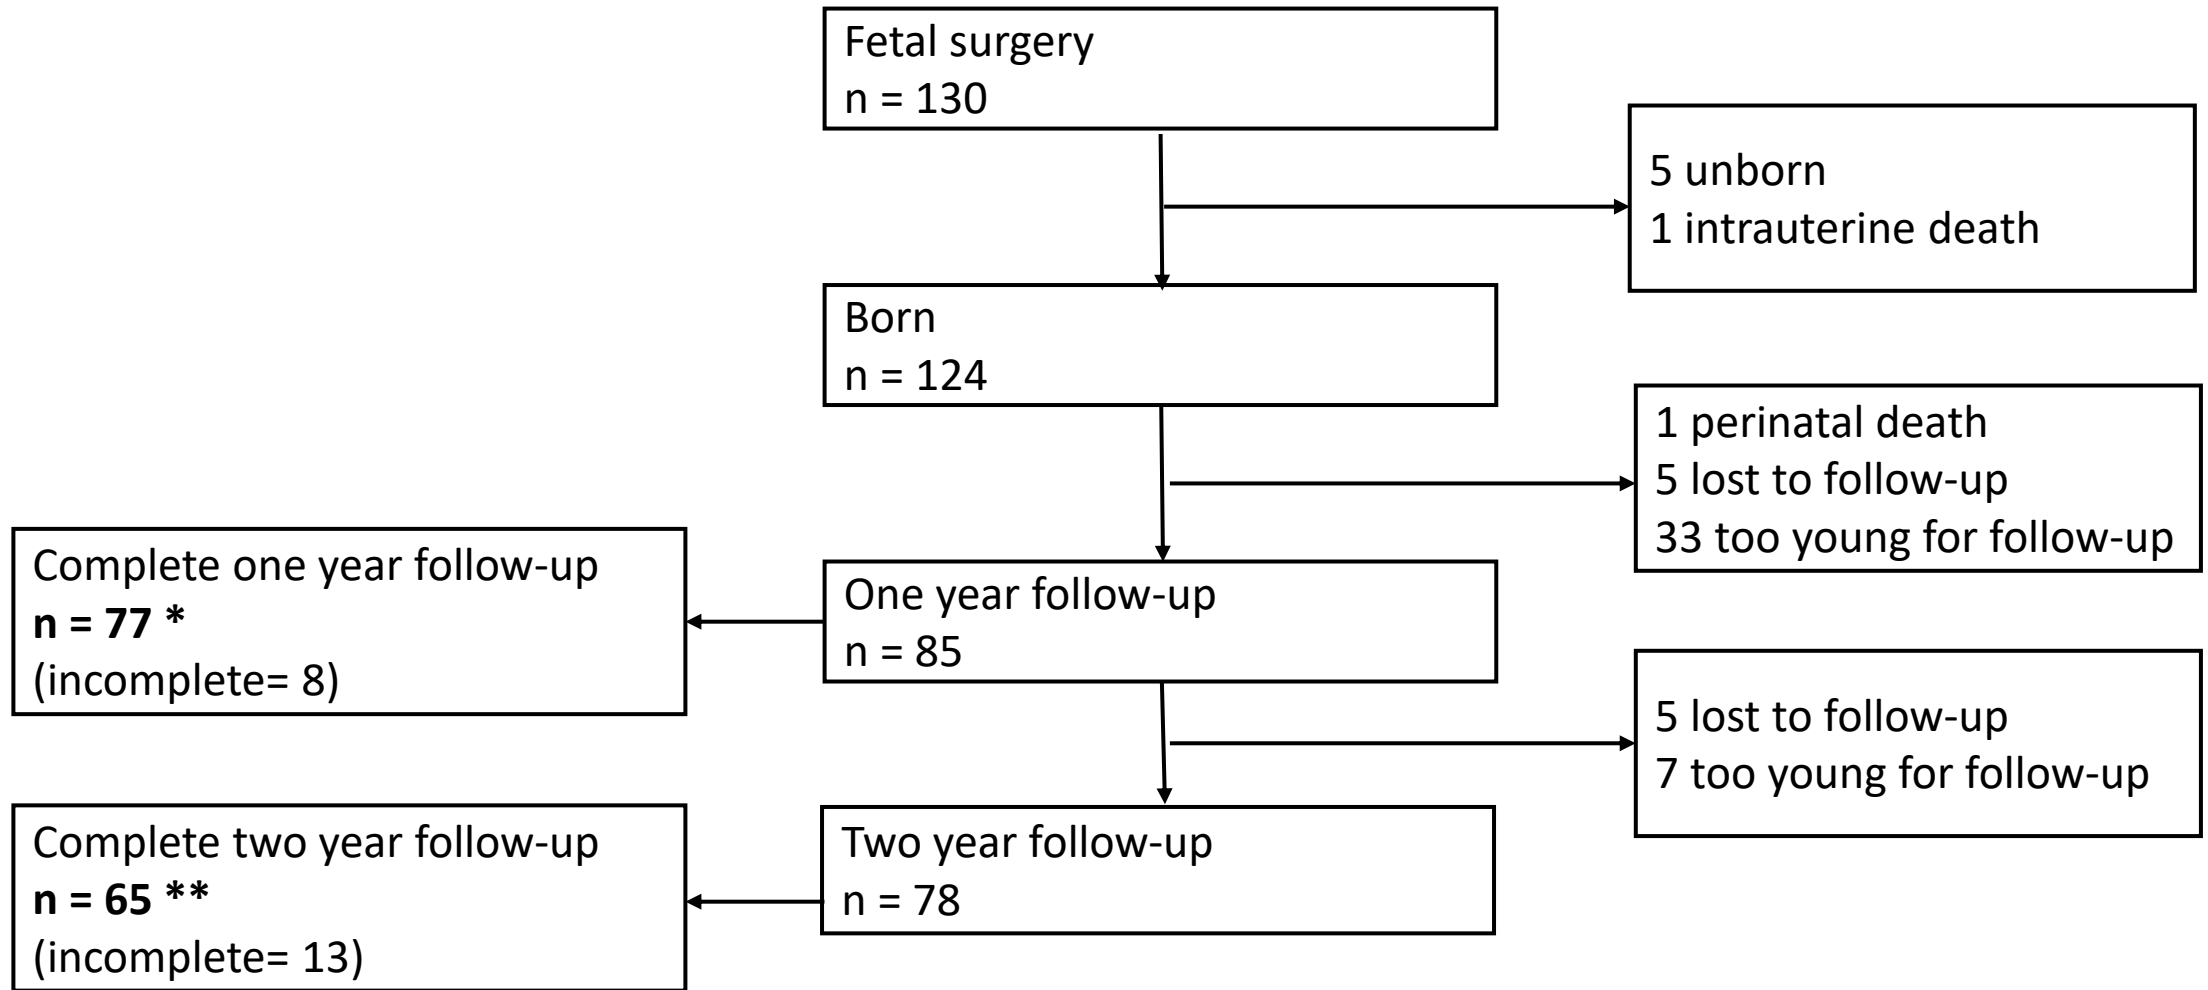 Fetal surgery
n = 130
5 unborn
1 intrauterine death
Born
n = 124
1 perinatal death
5 lost to follow-up
33 too young for follow-up
Complete one year follow-up
n = 77 *
(incomplete= 8)
One year follow-up
n = 85
5 lost to follow-up
7 too young for follow-up
Complete two year follow-up
n = 65 **
(incomplete= 13)
Two year follow-up
n = 78